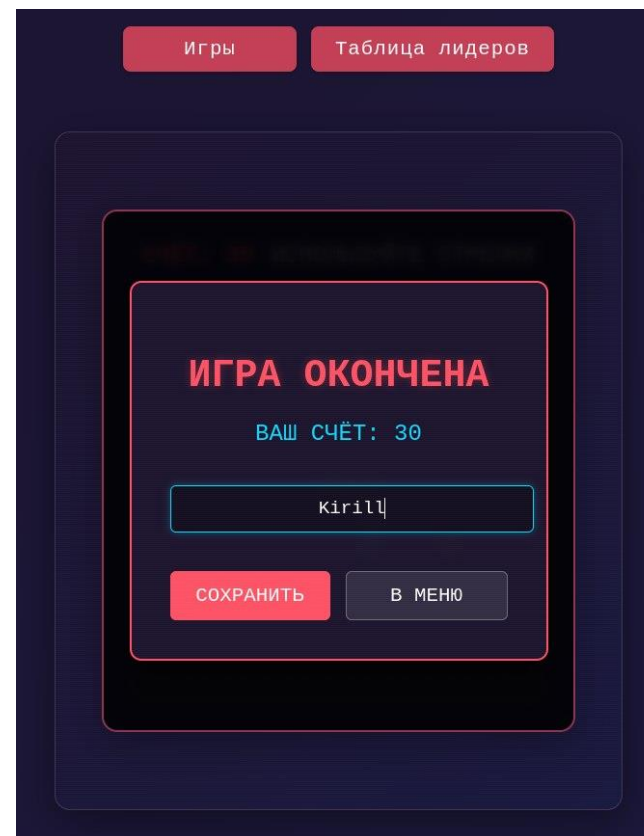 Игры
Таблица лидеров
ИГРА ОКОНЧЕНА
ВАШ СЧЁТ: 30
Kirill
СОХРАНИТЬ
В МЕНЮ